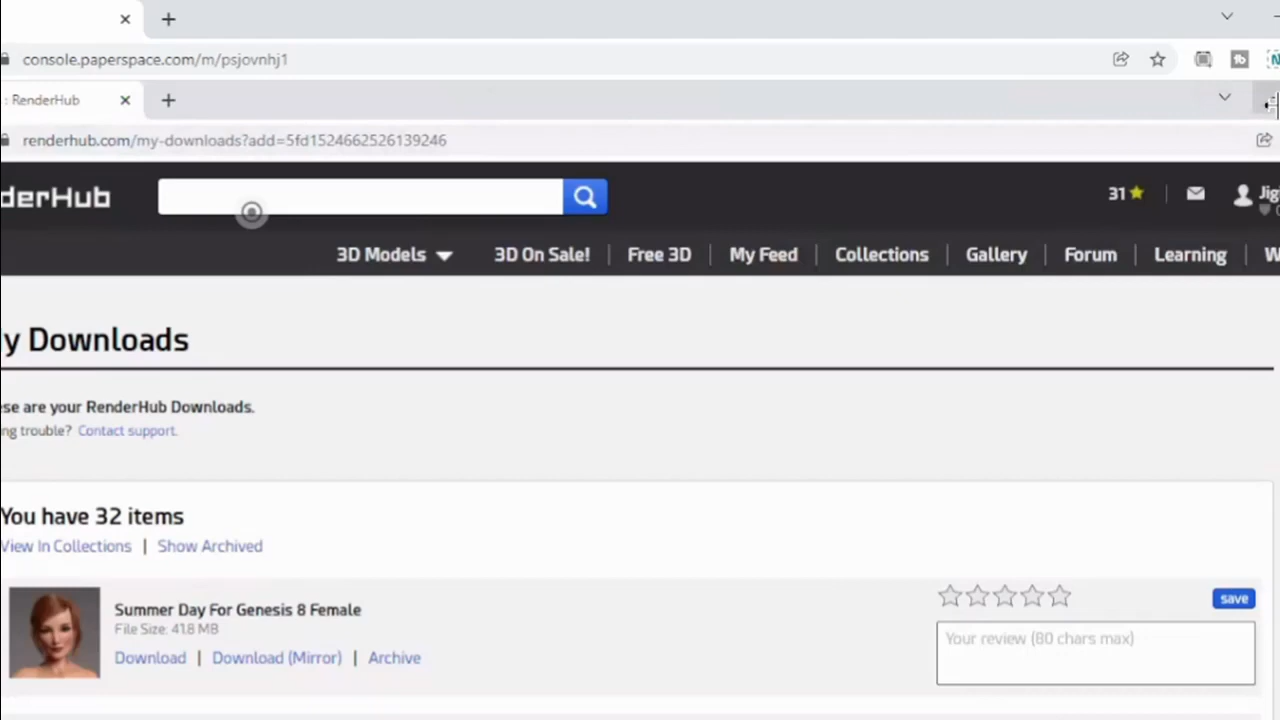 console.paperspace.com/m/psjovnhj1
: RenderHub
renderhub.com/my-downloads?add=5fd1524662526139246
derHub
31
Jig
3D Models
3D On Sale! | Free 3D | My Feed | Collections | Gallery | Forum | Learning | W
y Downloads
ese are your RenderHub Downloads.
ng trouble? Contact support.
You have 32 items
View In Collections | Show Archived
Summer Day For Genesis 8 Female
File Size: 41.8 MB
Download | Download (Mirror) | Archive
save
Your review (80 chars max)